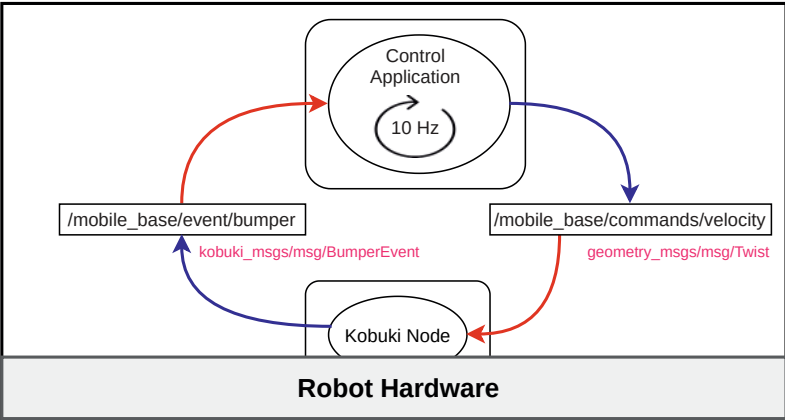 Control
Application
10 Hz
/mobile_base/event/bumper
/mobile_base/commands/velocity
kobuki_msgs/msg/BumperEvent
geometry_msgs/msg/Twist
Kobuki Node
Robot Hardware